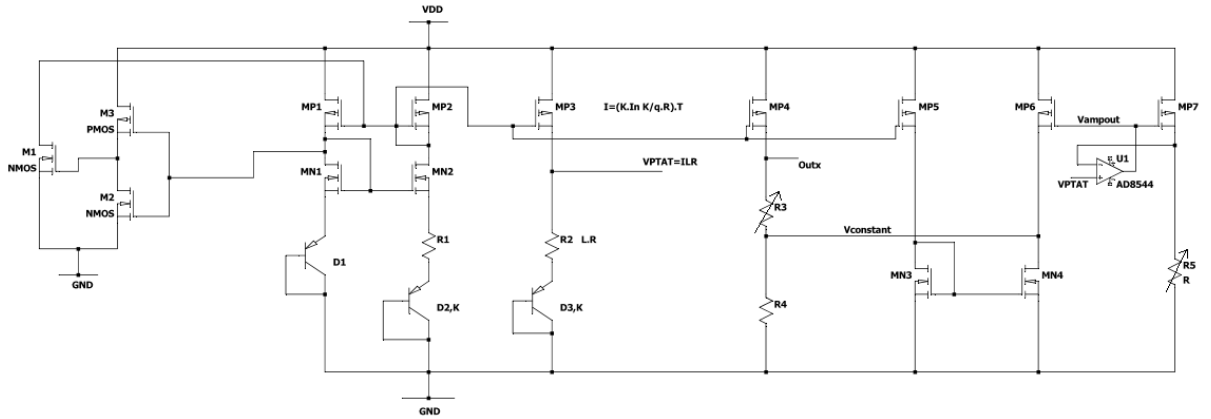 VDD
M3
PMOS
M1
NMOS
M2
NMOS
GND
MP1
MP2
MP3
I=(K.In K/q.R).T
MP4
MP5
MP6
MP7
Vampout
U1
AD8544
VPTAT
VPTAT=ILR
Outx
MN1
MN2
R3
R1
R2 L.R
Vconstant
D1
D2,K
D3,K
R4
MN3
MN4
R5
R
GND